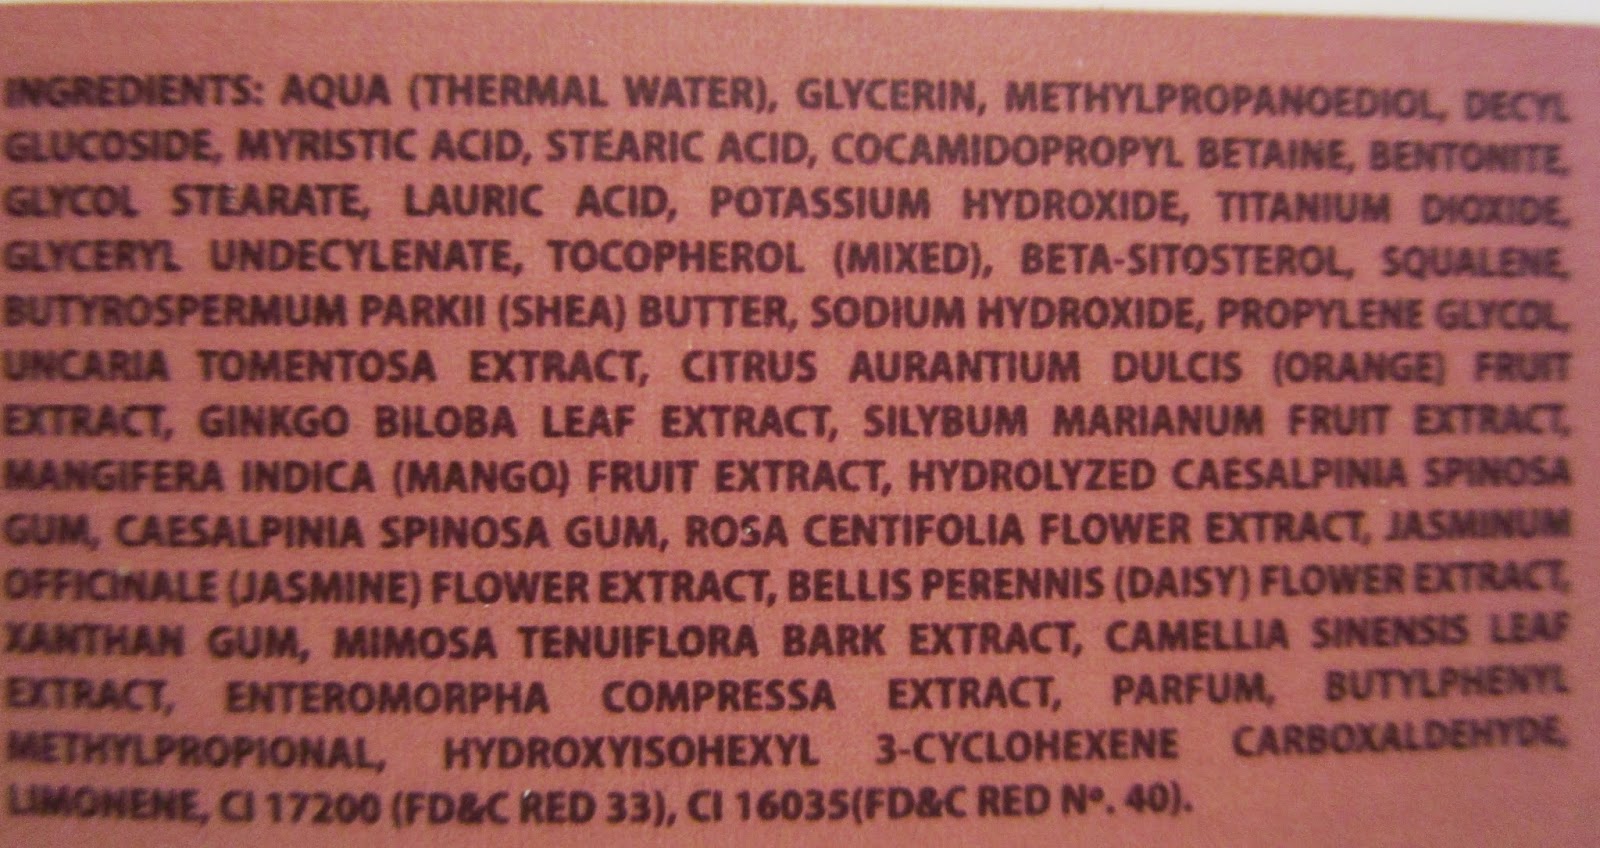 INGREDIENTS: AQUA (THERMAL WATER), GLYCERIN, METHYLPROPANOEDIOL, DECYL
GLUCOSIDE, MYRISTIC ACID, STEARIC ACID, COCAMIDOPROPYL BETAINE, BENTONITE,
GLYCOL STEARATE, LAURIC ACID, POTASSIUM HYDROXIDE, TITANIUM DIOXIDE,
GLYCERYL UNDECYLENATE, TOCOPHEROL (MIXED), BETA-SITOSTEROL, SQUALENE,
BUTYROSPERMUM PARKII (SHEA) BUTTER, SODIUM HYDROXIDE, PROPYLENE GLYCOL,
UNCARIA TOMENTOSA EXTRACT, CITRUS AURANTIUM DULCIS (ORANGE) FRUIT
EXTRACT, GINKGO BILOBA LEAF EXTRACT, SILYBUM MARIANUM FRUIT EXTRACT,
MANGIFERA INDICA (MANGO) FRUIT EXTRACT, HYDROLYZED CAESALPINIA SPINOSA
GUM, CAESALPINIA SPINOSA GUM, ROSA CENTIFOLIA FLOWER EXTRACT, JASMINUM
OFFICINALE (JASMINE) FLOWER EXTRACT, BELLIS PERENNIS (DAISY) FLOWER EXTRACT,
XANTHAN GUM, MIMOSA TENUIFLORA BARK EXTRACT, CAMELLIA SINENSIS LEAF
EXTRACT, ENTEROMORPHA COMPRESSA EXTRACT, PARFUM, BUTYLPHENYL
METHYLPROPIONAL, HYDROXYISOHEXYL 3-CYCLOHEXENE CARBOXALDEHYDE,
LIMONENE, CI 17200 (FD&C RED 33), CI 16035(FD&C RED Nº. 40).